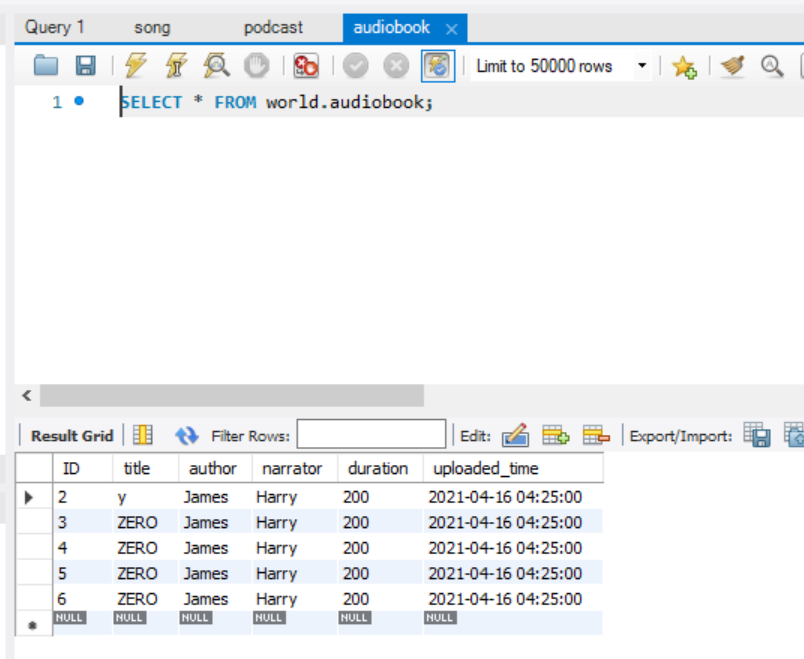 Query 1 song podcast audiobook ×
Limit to 50000 rows
1 SELECT * FROM world.audiobook;
Result Grid Filter Rows: Edit: Export/Import:
ID title author narrator duration uploaded_time
2 y James Harry 200 2021-04-16 04:25:00
3 ZERO James Harry 200 2021-04-16 04:25:00
4 ZERO James Harry 200 2021-04-16 04:25:00
5 ZERO James Harry 200 2021-04-16 04:25:00
6 ZERO James Harry 200 2021-04-16 04:25:00
NULL NULL NULL NULL NULL NULL